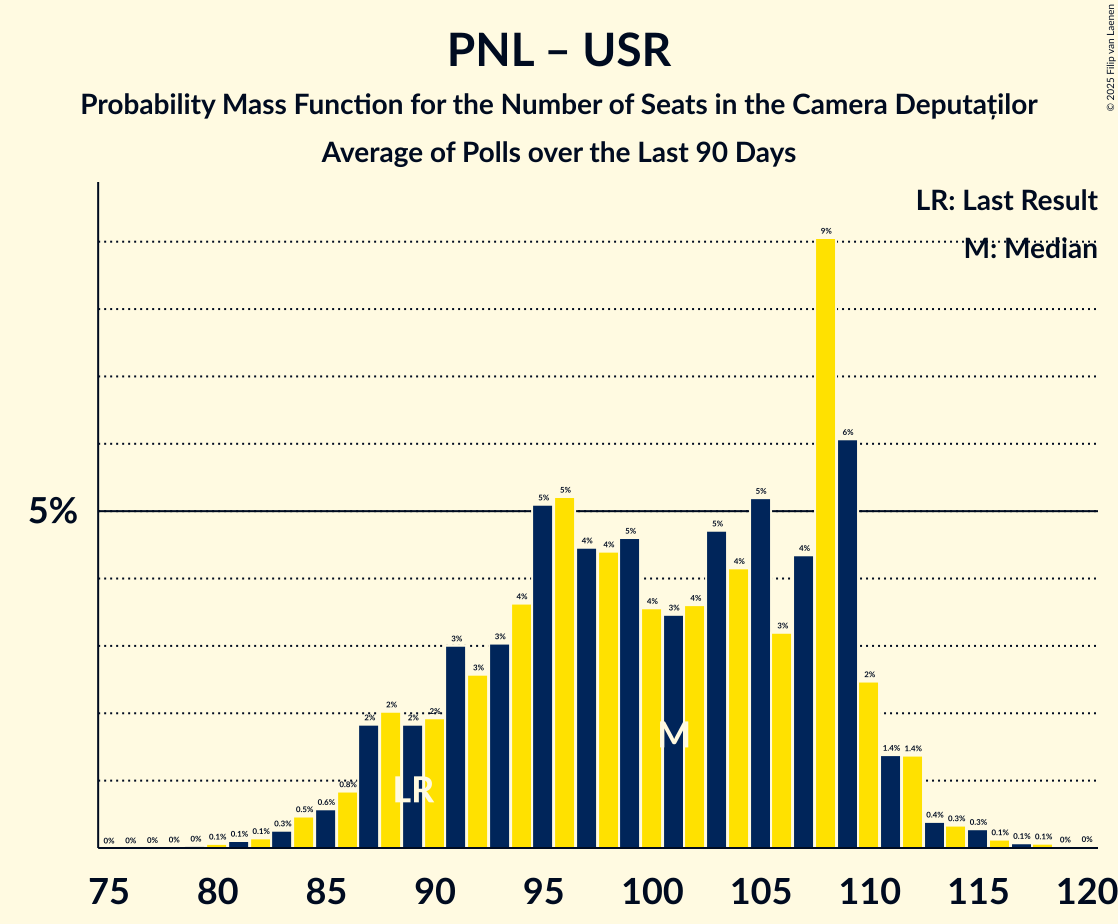 © 2025 Filip van Laenen
PNL – USR
Probability Mass Function for the Number of Seats in the Camera Deputaților
Average of Polls over the Last 90 Days
LR: Last Result
M: Median
5%
0% 0% 0% 0% 0% 0.1% 0.1% 0.1% 0.3% 0.5% 0.6% 0.8% 2% 2% 2% 2% 3% 3% 3% 4% 5% 5% 4% 4% 5% 4% 3% 4% 5% 4% 5% 3% 4% 9% 6% 2% 1.4% 1.4% 0.4% 0.3% 0.3% 0.1% 0.1% 0.1% 0% 0%
M
LR
75 80 85 90 95 100 105 110 115 120